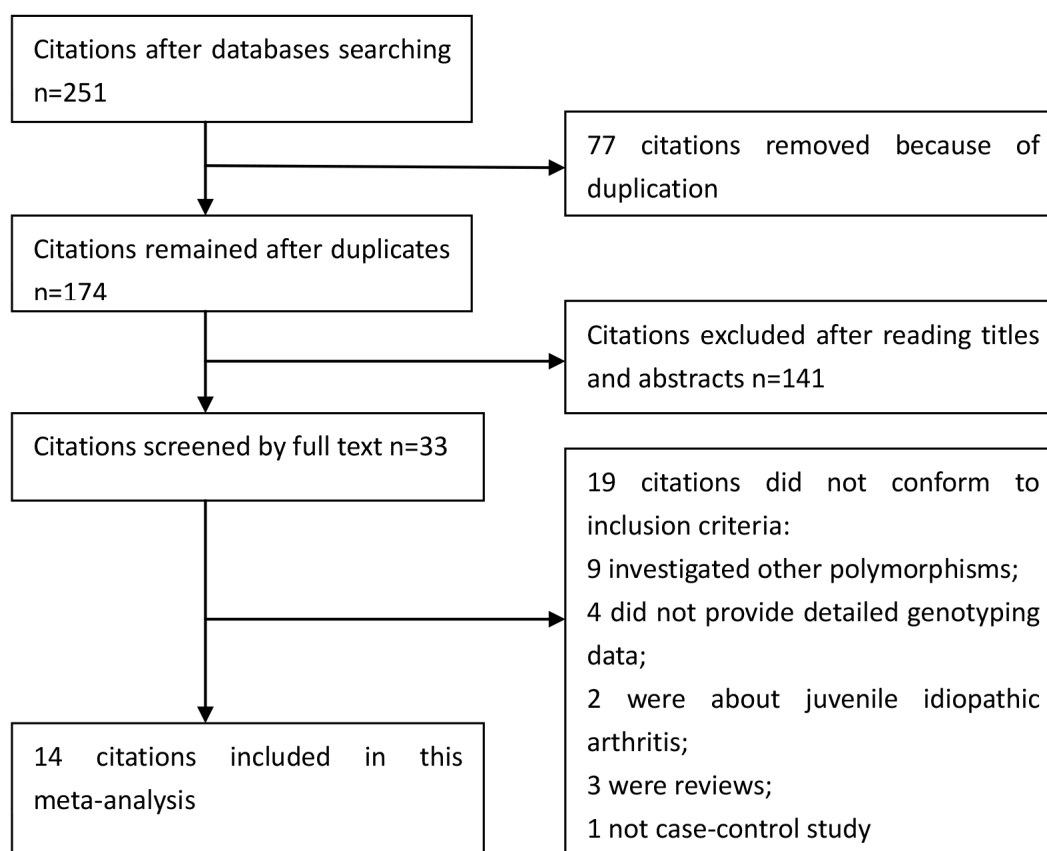 Citations after databases searching
n=251
77 citations removed because of
duplication
Citations remained after duplicates
n=174
Citations excluded after reading titles
and abstracts n=141
Citations screened by full text n=33
19 citations did not conform to
inclusion criteria:
9 investigated other polymorphisms;
4 did not provide detailed genotyping
data;
2 were about juvenile idiopathic
arthritis;
3 were reviews;
1 not case-control study
14 citations included in this
meta-analysis